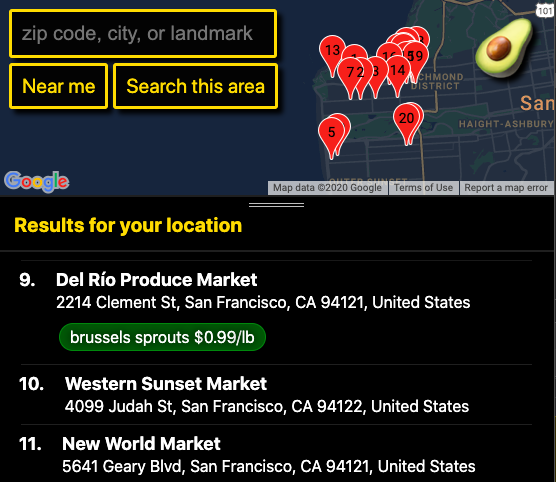 zip code, city, or landmark
Near me
Search this area
101
13
7
2
3
14
19
5
20
RICHMOND
DISTRICT
San
HAIGHT-ASHBURY
OUTER SUNSET
Google
Map data ©2020 Google
Terms of Use
Report a map error
Results for your location
9. Del Río Produce Market
2214 Clement St, San Francisco, CA 94121, United States
brussels sprouts $0.99/lb
10. Western Sunset Market
4099 Judah St, San Francisco, CA 94122, United States
11. New World Market
5641 Geary Blvd, San Francisco, CA 94121, United States